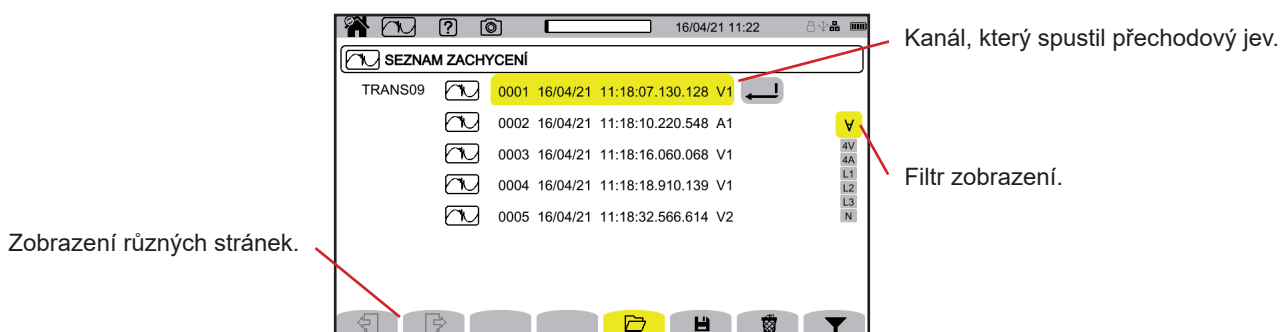 16/04/21 11:22
Kanál, který spustil přechodový jev.
SEZNAM ZACHYCENÍ
TRANS09 0001 16/04/21 11:18:07.130.128 V1
0002 16/04/21 11:18:10.220.548 A1
∀
4V
0003 16/04/21 11:18:16.060.068 V1
4A
L1
Filtr zobrazení.
0004 16/04/21 11:18:18.910.139 V1
L2
L3
0005 16/04/21 11:18:32.566.614 V2
N
Zobrazení různých stránek.